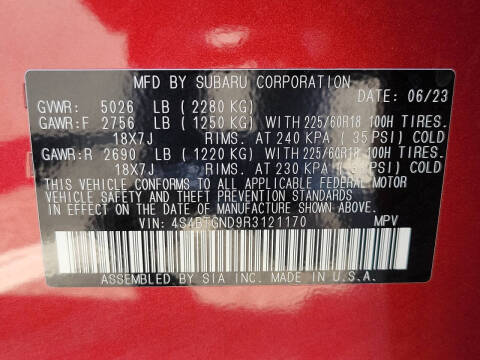 MFD BY SUBARU CORPORATION
DATE: 06/23
GVWR: 5026 LB (2280 KG)
GAWR:F 2756 LB (1250 KG) WITH 225/60R18 100H TIRES.
18X7J RIMS. AT 240 KPA (35 PSI) COLD
GAWR:R 2690 LB (1220 KG) WITH 225/60R18 100H TIRES.
18X7J RIMS. AT 230 KPA ( PSI) COLD
THIS VEHICLE CONFORMS TO ALL APPLICABLE FEDERAL MOTOR
VEHICLE SAFETY AND THEFT PREVENTION STANDARDS
IN EFFECT ON THE DATE OF MANUFACTURE SHOWN ABOVE.
VIN: 4S4BTGND9R3121170 MPV
ASSEMBLED BY SIA INC. MADE IN U.S.A.